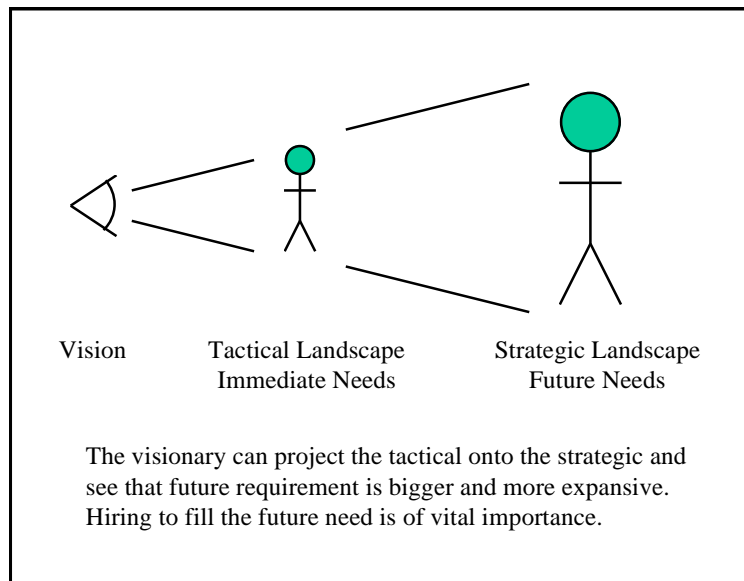 Vision
Tactical Landscape
Immediate Needs
Strategic Landscape
Future Needs
The visionary can project the tactical onto the strategic and
see that future requirement is bigger and more expansive.
Hiring to fill the future need is of vital importance.